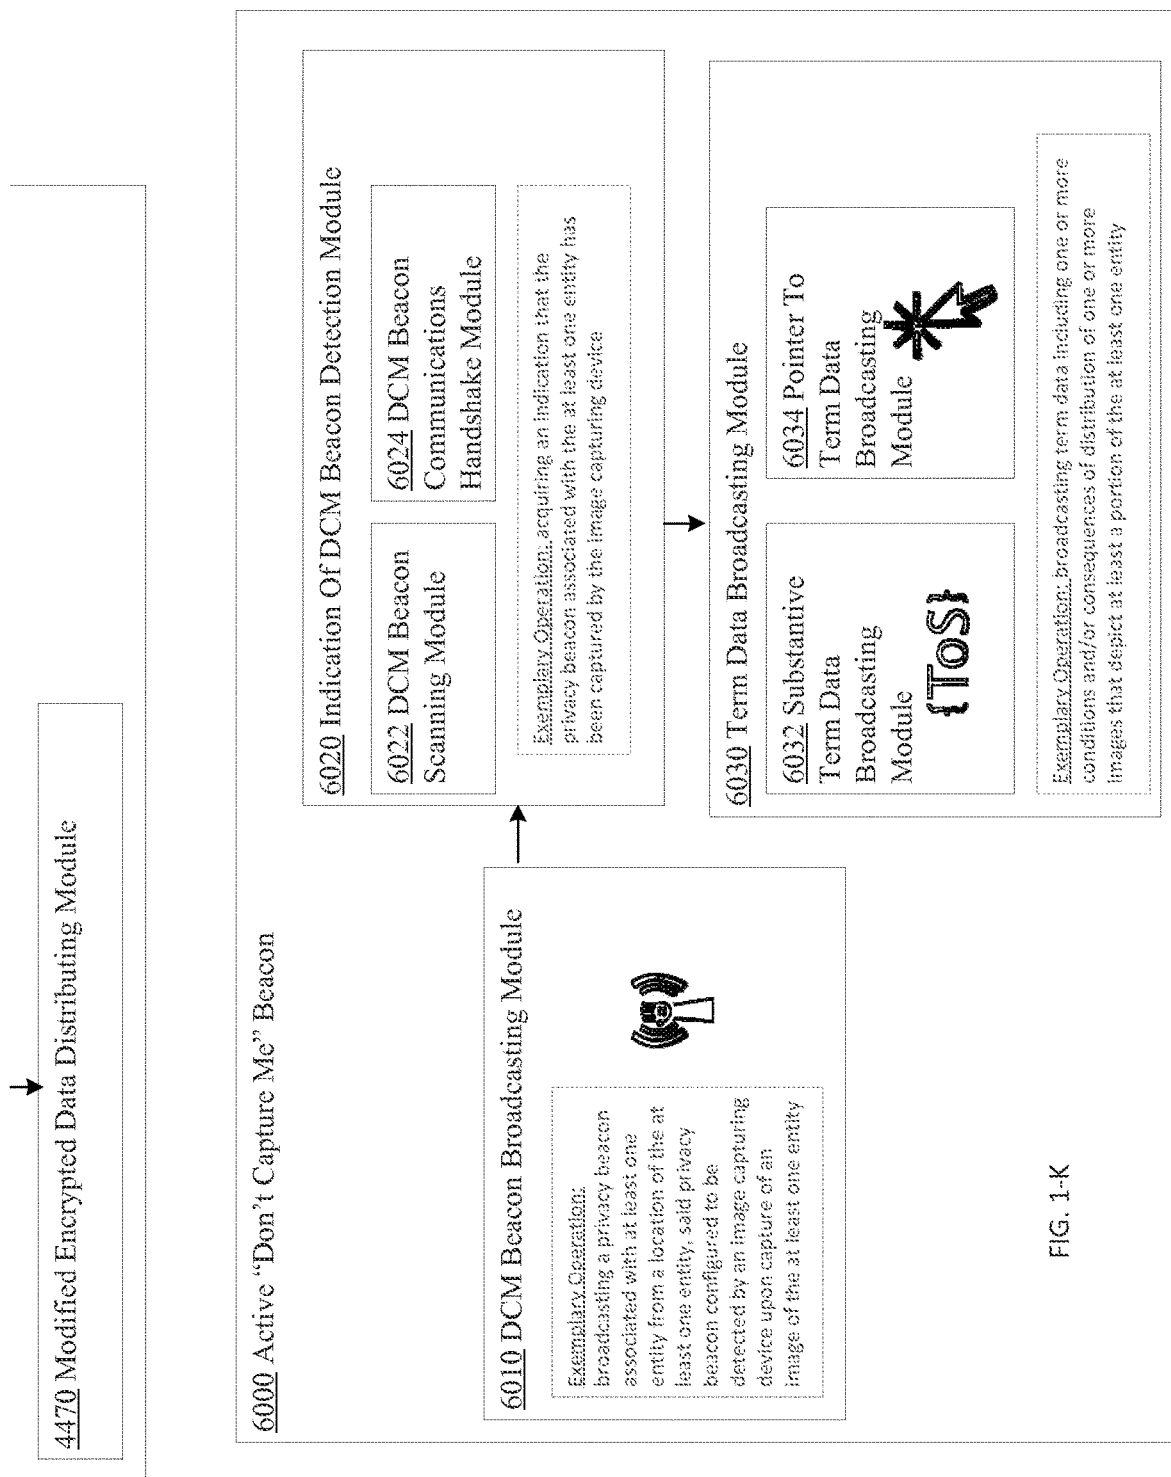 4470 Modified Encrypted Data Distributing Module
6000 Active “Don’t Capture Me” Beacon
6010 DCM Beacon Broadcasting Module
Exemplary Operation:
broadcasting a privacy beacon
associated with at least one
entity from a location of the at
least one entity, said privacy
beacon configured to be
detected by an image capturing
device upon capture of an
image of the at least one entity
6020 Indication Of DCM Beacon Detection Module
6022 DCM Beacon
Scanning Module
6024 DCM Beacon
Communications
Handshake Module
Exemplary Operation: acquiring an indication that the
privacy beacon associated with the at least one entity has
been captured by the image capturing device
6030 Term Data Broadcasting Module
6032 Substantive
Term Data
Broadcasting
Module
{ToS}
6034 Pointer To
Term Data
Broadcasting
Module
Exemplary Operation: broadcasting term data including one or more
conditions and/or consequences of distribution of one or more
images that depict at least a portion of the at least one entity
FIG. 1-K